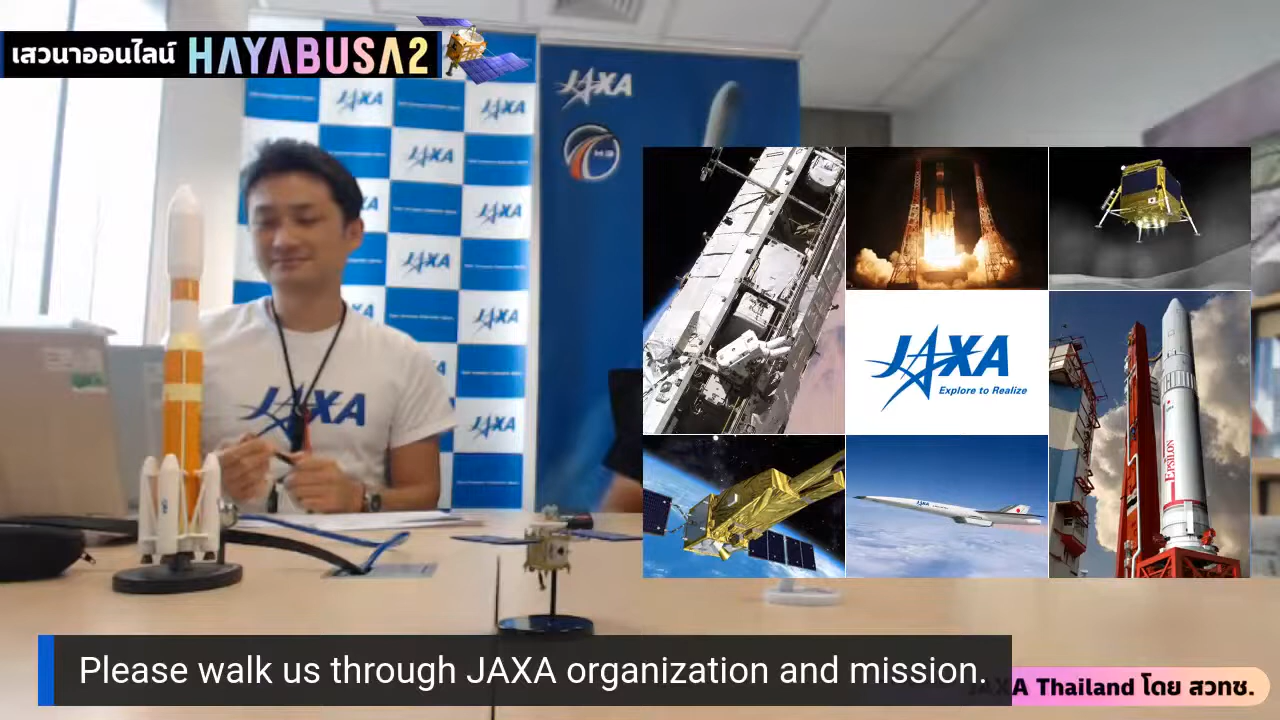 เสวนาออนไลน์ HAYABUSA2
JAXA
JAXA
JAXA
JAXA
JAXA
JAXA
JAXA
JAXA
JAXA
JAXA
Explore to Realize
EPSILON
JAXA
Please walk us through JAXA organization and mission.
JAXA Thailand โดย สวทช.